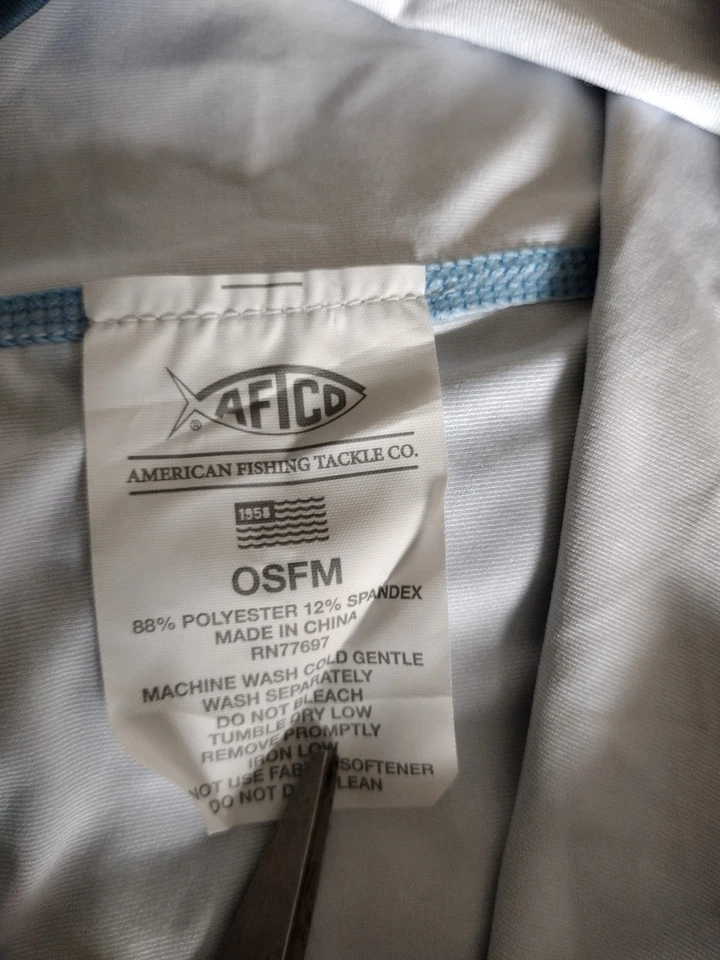 AFTCO
®
AMERICAN FISHING TACKLE CO.
1958
OSFM
88% POLYESTER 12% SPANDEX
MADE IN CHINA
RN77697
MACHINE WASH COLD GENTLE
WASH SEPARATELY
DO NOT BLEACH
TUMBLE DRY LOW
REMOVE PROMPTLY
IRON LOW
NOT USE SOFTENER
DO NOT